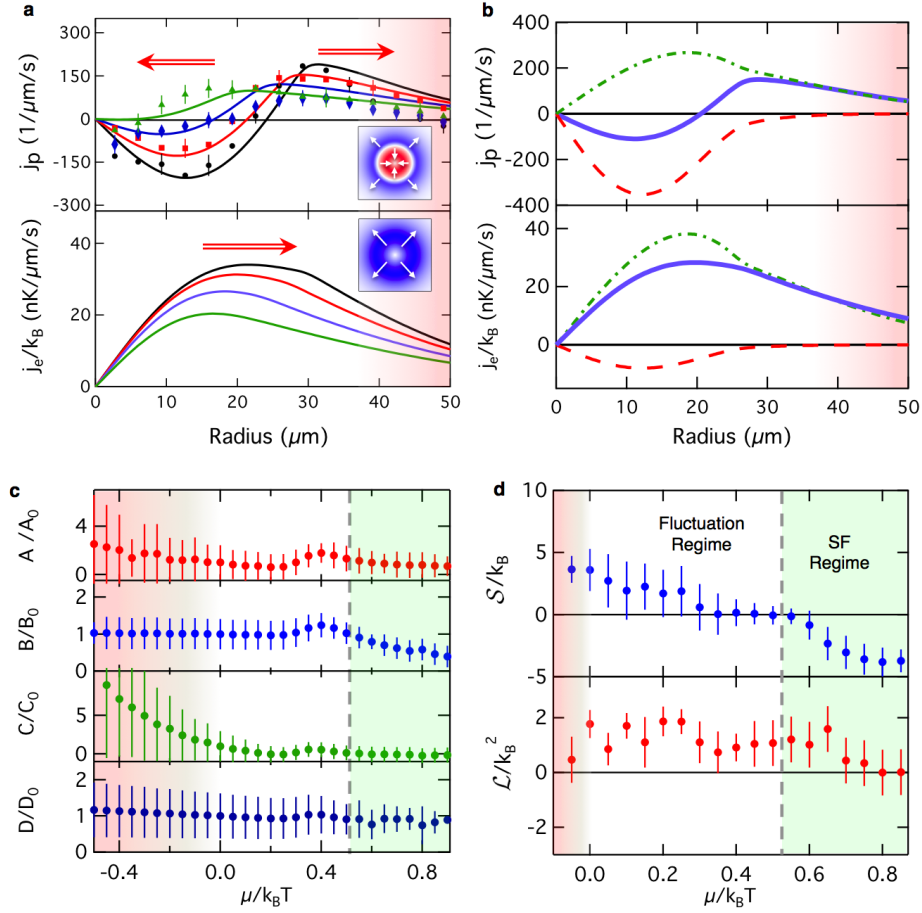 a
300
150
0
-150
-300
jp (1/μm/s)
40
20
0
je/kB (nK/μm/s)
0
10
20
30
40
50
Radius (μm)
b
400
200
0
-200
-400
jp (1/μm/s)
40
20
0
je/kB (nK/μm/s)
0
10
20
30
40
50
Radius (μm)
c
4
0
A /A0
2
1
0
B/B0
5
0
C/C0
2
1
0
D/D0
-0.4
0.0
0.4
0.8
μ/kBT
d
10
5
0
-5
S/kB
Fluctuation
Regime
SF
Regime
2
0
-2
L/kB²
0.0
0.2
0.4
0.6
0.8
μ/kBT